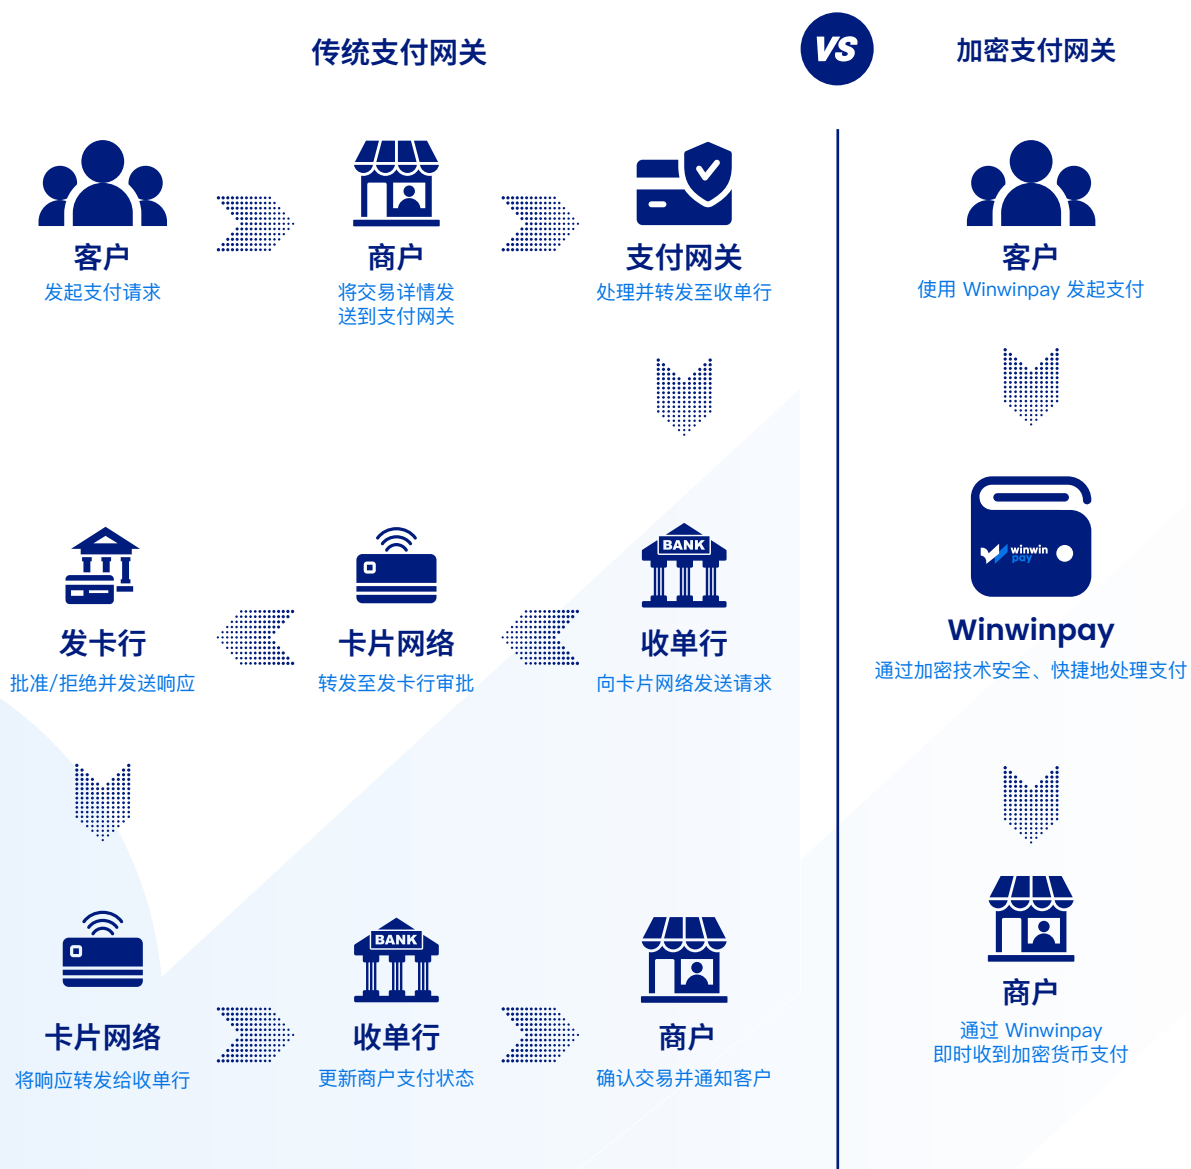 传统支付网关
VS
加密支付网关
客户
发起支付请求
商户
将交易详情发
送到支付网关
支付网关
处理并转发至收单行
发卡行
批准/拒绝并发送响应
卡片网络
转发至发卡行审批
BANK
收单行
向卡片网络发送请求
卡片网络
将响应转发给收单行
BANK
收单行
更新商户支付状态
商户
确认交易并通知客户
客户
使用 Winwinpay 发起支付
winwin
pay
Winwinpay
通过加密技术安全、快捷地处理支付
商户
通过 Winwinpay
即时收到加密货币支付